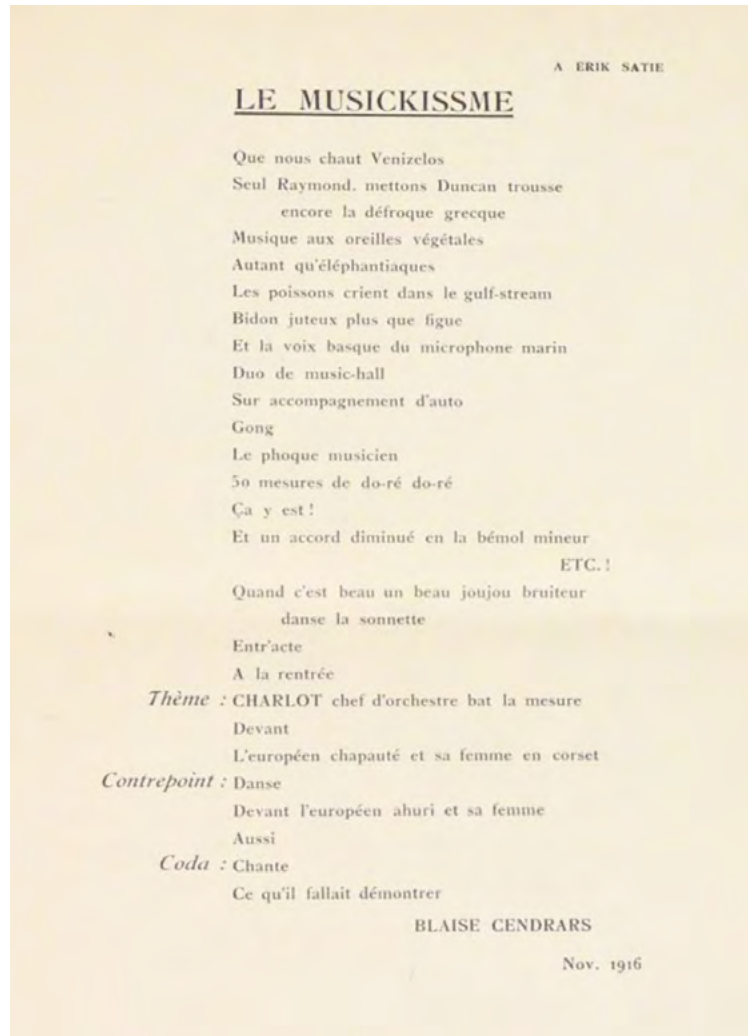 A ERIK SATIE
LE MUSICKISSME
Que nous chaut Venizelos
Seul Raymond. mettons Duncan trousse
encore la défroque grecque
Musique aux oreilles végétales
Autant qu'éléphantiaques
Les poissons crient dans le gulf-stream
Bidon juteux plus que figue
Et la voix basque du microphone marin
Duo de music-hall
Sur accompagnement d'auto
Gong
Le phoque musicien
50 mesures de do-ré do-ré
Ça y est !
Et un accord diminué en la bémol mineur
ETC. !
Quand c'est beau un beau joujou bruiteur
danse la sonnette
Entr'acte
A la rentrée
Thème : CHARLOT chef d'orchestre bat la mesure
Devant
L'européen chapauté et sa femme en corset
Contrepoint : Danse
Devant l'européen ahuri et sa femme
Aussi
Coda : Chante
Ce qu'il fallait démontrer
BLAISE CENDRARS
Nov. 1916